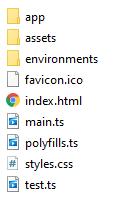 app
assets
environments
favicon.ico
index.html
main.ts
polyfills.ts
styles.css
test.ts